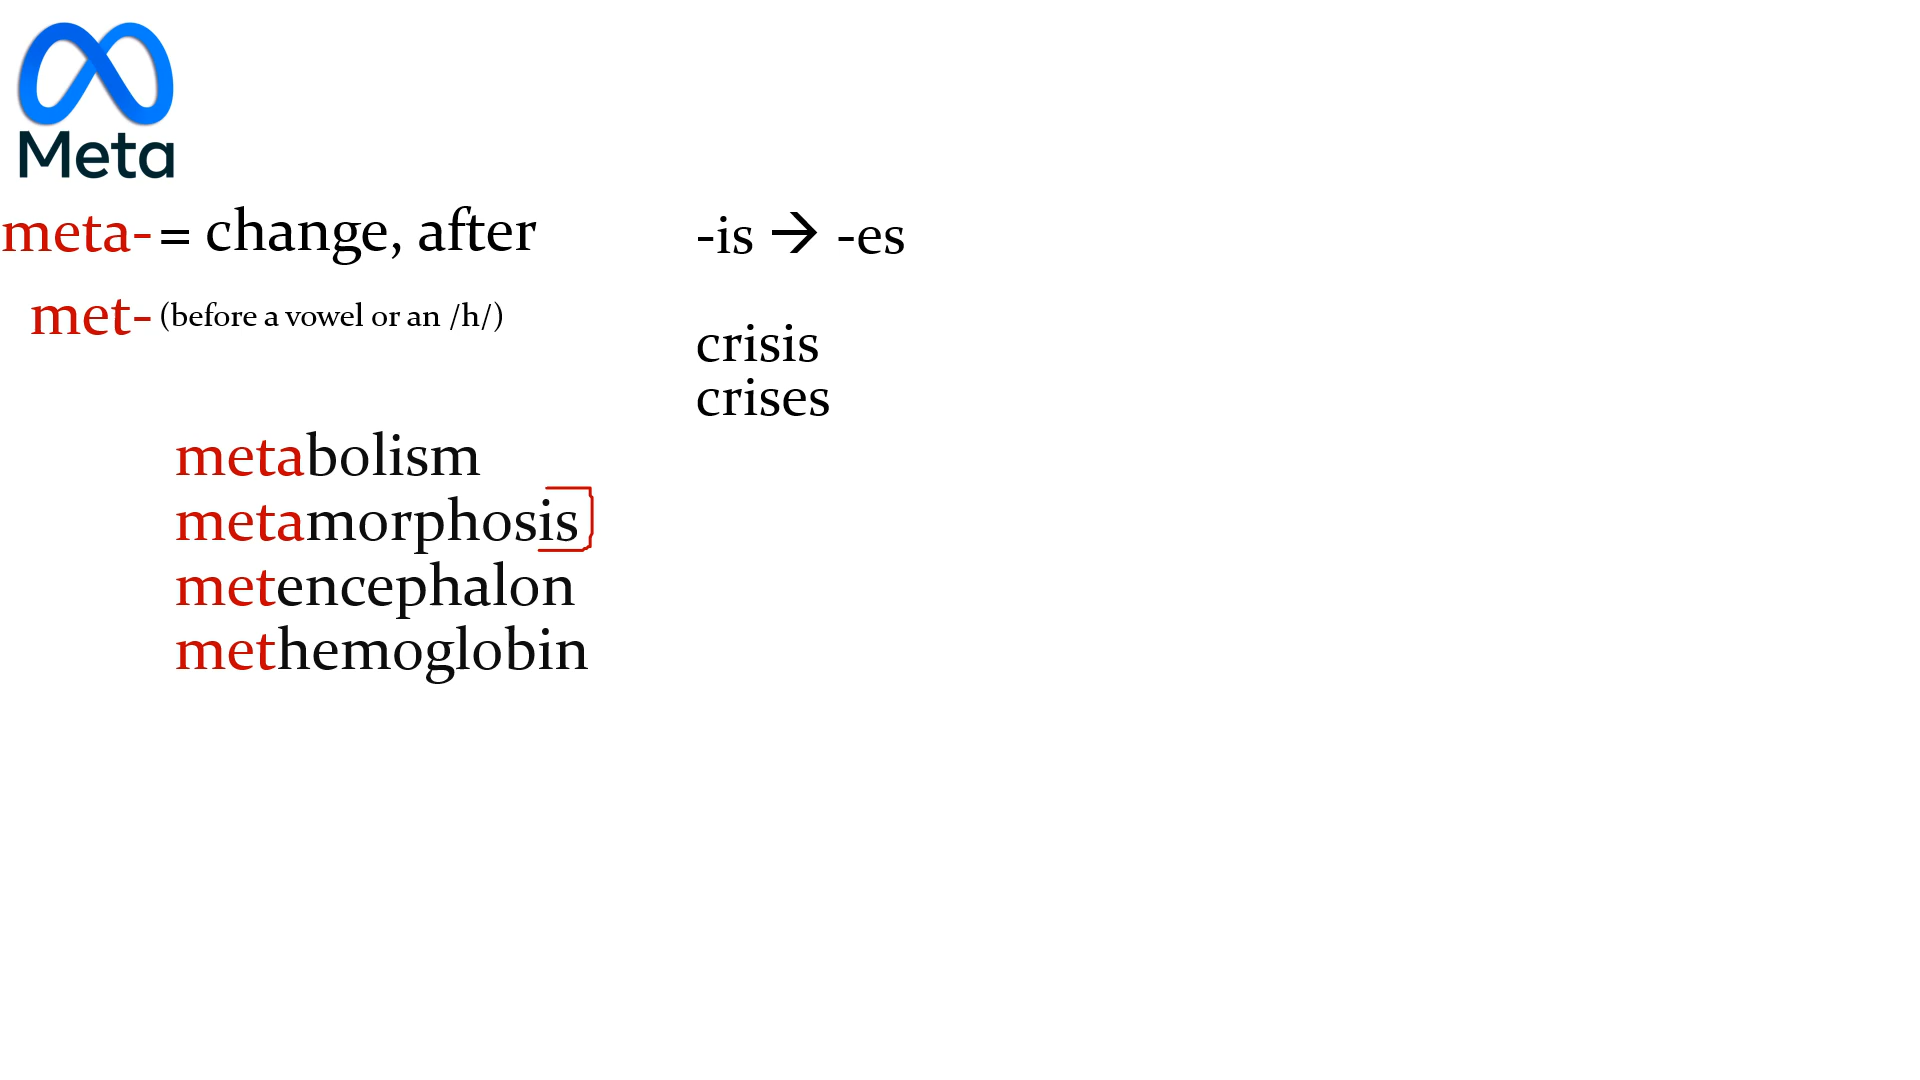 Meta
meta- = change, after
met- (before a vowel or an /h/)
metabolism
metamorphosis
metencephalon
methemoglobin
-is → -es
crisis
crises